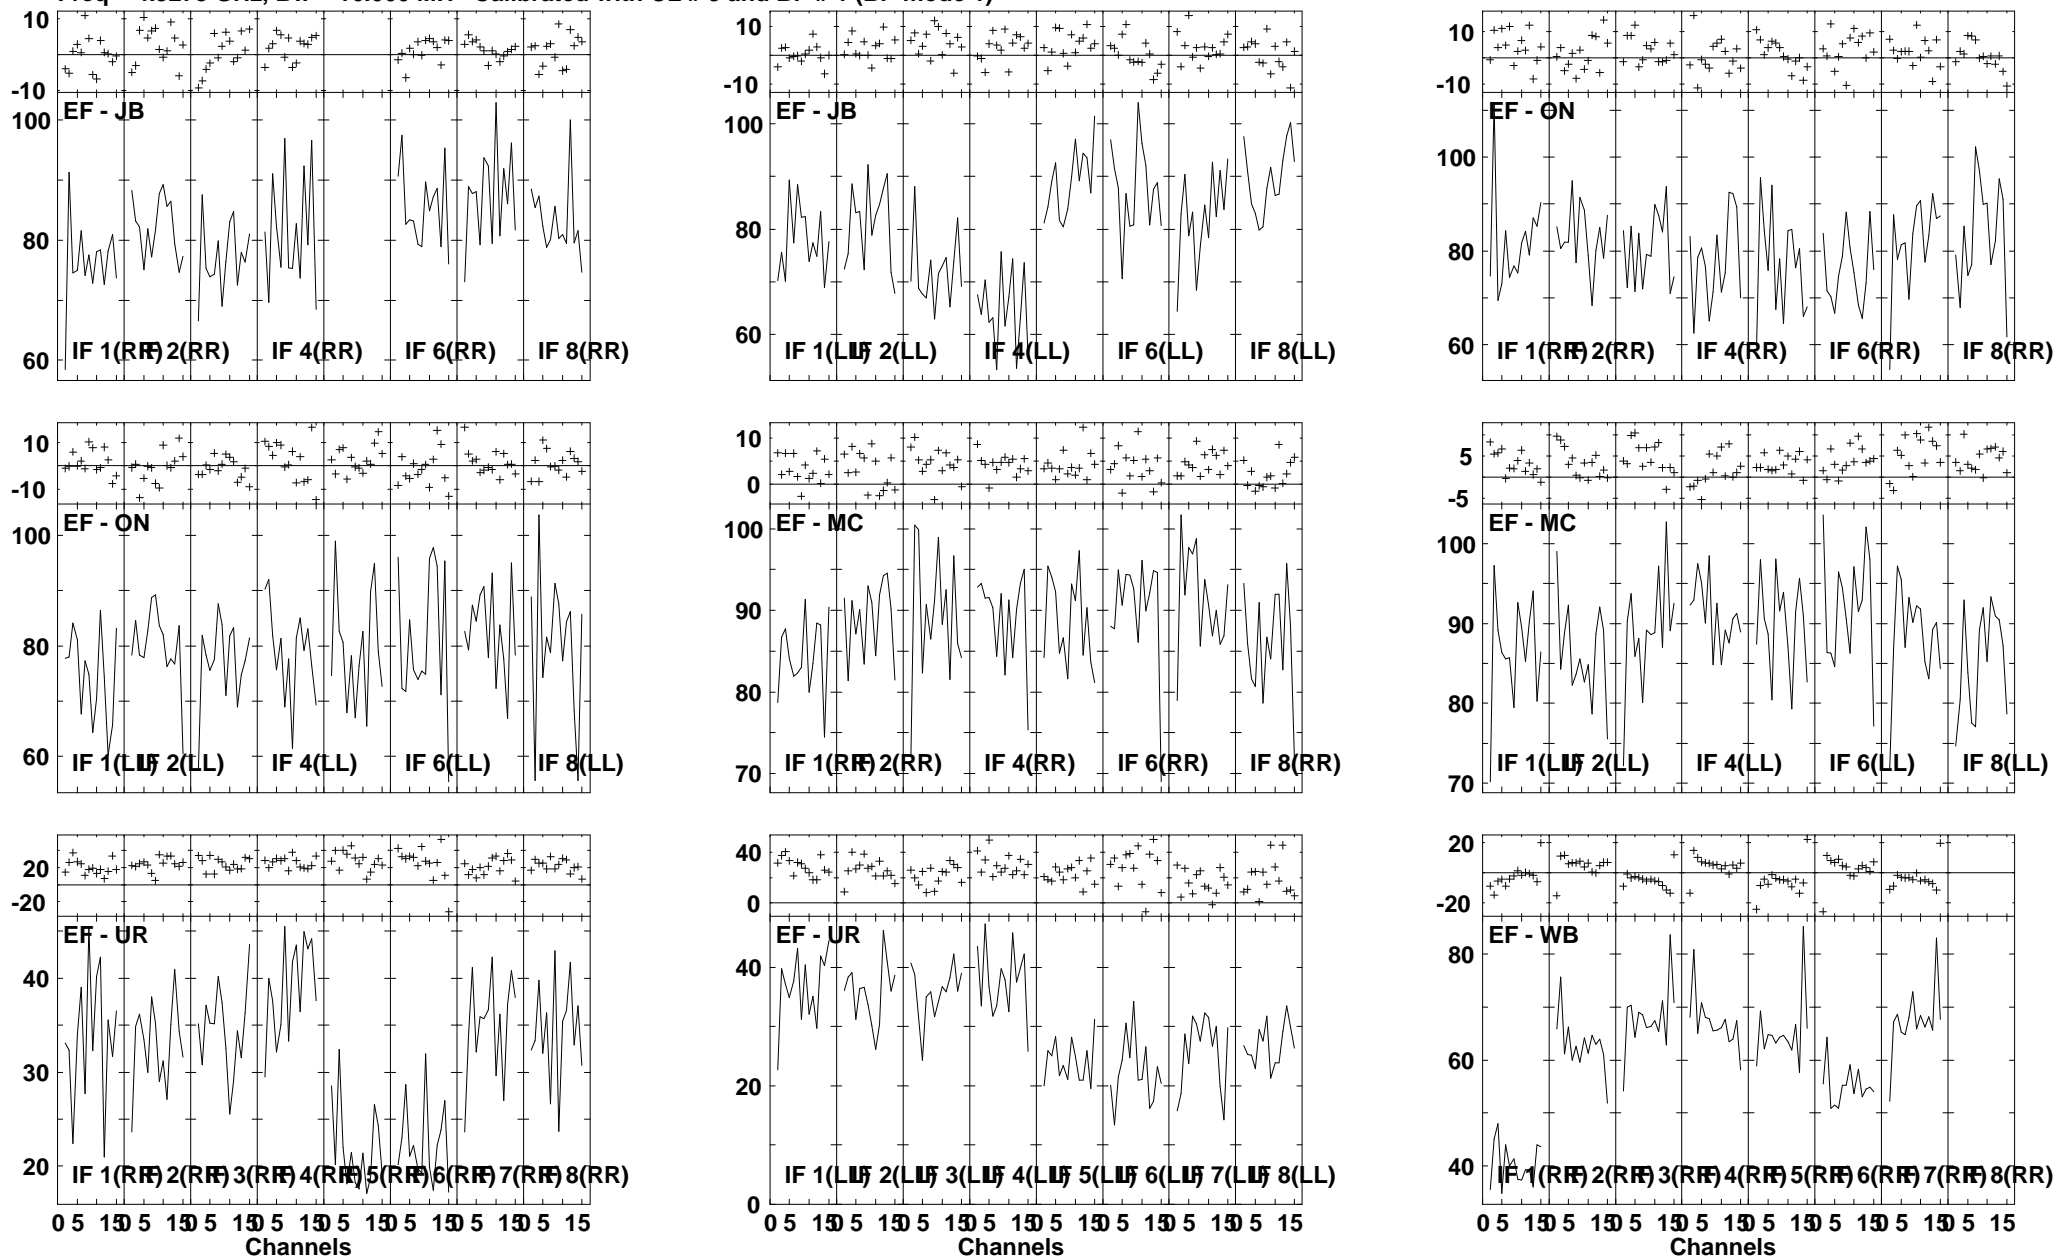 10
-10
EF - JB
100
80
60
IF 1(RR) IF 2(RR) IF 4(RR) IF 6(RR) IF 8(RR)
10
-10
EF - JB
100
80
60
IF 1(LL) IF 2(LL) IF 4(LL) IF 6(LL) IF 8(LL)
10
-10
EF - ON
100
80
60
IF 1(RR) IF 2(RR) IF 4(RR) IF 6(RR) IF 8(RR)
10
-10
EF - ON
100
80
60
IF 1(LL) IF 2(LL) IF 4(LL) IF 6(LL) IF 8(LL)
10
0
EF - MC
100
90
80
70
IF 1(RR) IF 2(RR) IF 4(RR) IF 6(RR) IF 8(RR)
5
-5
EF - MC
100
90
80
70
IF 1(LL) IF 2(LL) IF 4(LL) IF 6(LL) IF 8(LL)
20
-20
EF - UR
40
30
20
IF 1(RR) IF 2(RR) IF 3(RR) IF 4(RR) IF 5(RR) IF 6(RR) IF 7(RR) IF 8(RR)
0 5 15 0 5 15 0 5 15 0 5 15 0 5 15 0 5 15 0 5 15 0 5 15
Channels
40
0
EF - UR
40
20
0
IF 1(LL) IF 2(LL) IF 3(LL) IF 4(LL) IF 5(LL) IF 6(LL) IF 7(LL) IF 8(LL)
0 5 15 0 5 15 0 5 15 0 5 15 0 5 15 0 5 15 0 5 15 0 5 15
Channels
20
-20
EF - WB
80
60
40
IF 1(RR) IF 2(RR) IF 3(RR) IF 4(RR) IF 5(RR) IF 6(RR) IF 7(RR) IF 8(RR)
0 5 15 0 5 15 0 5 15 0 5 15 0 5 15 0 5 15 0 5 15 0 5 15
Channels